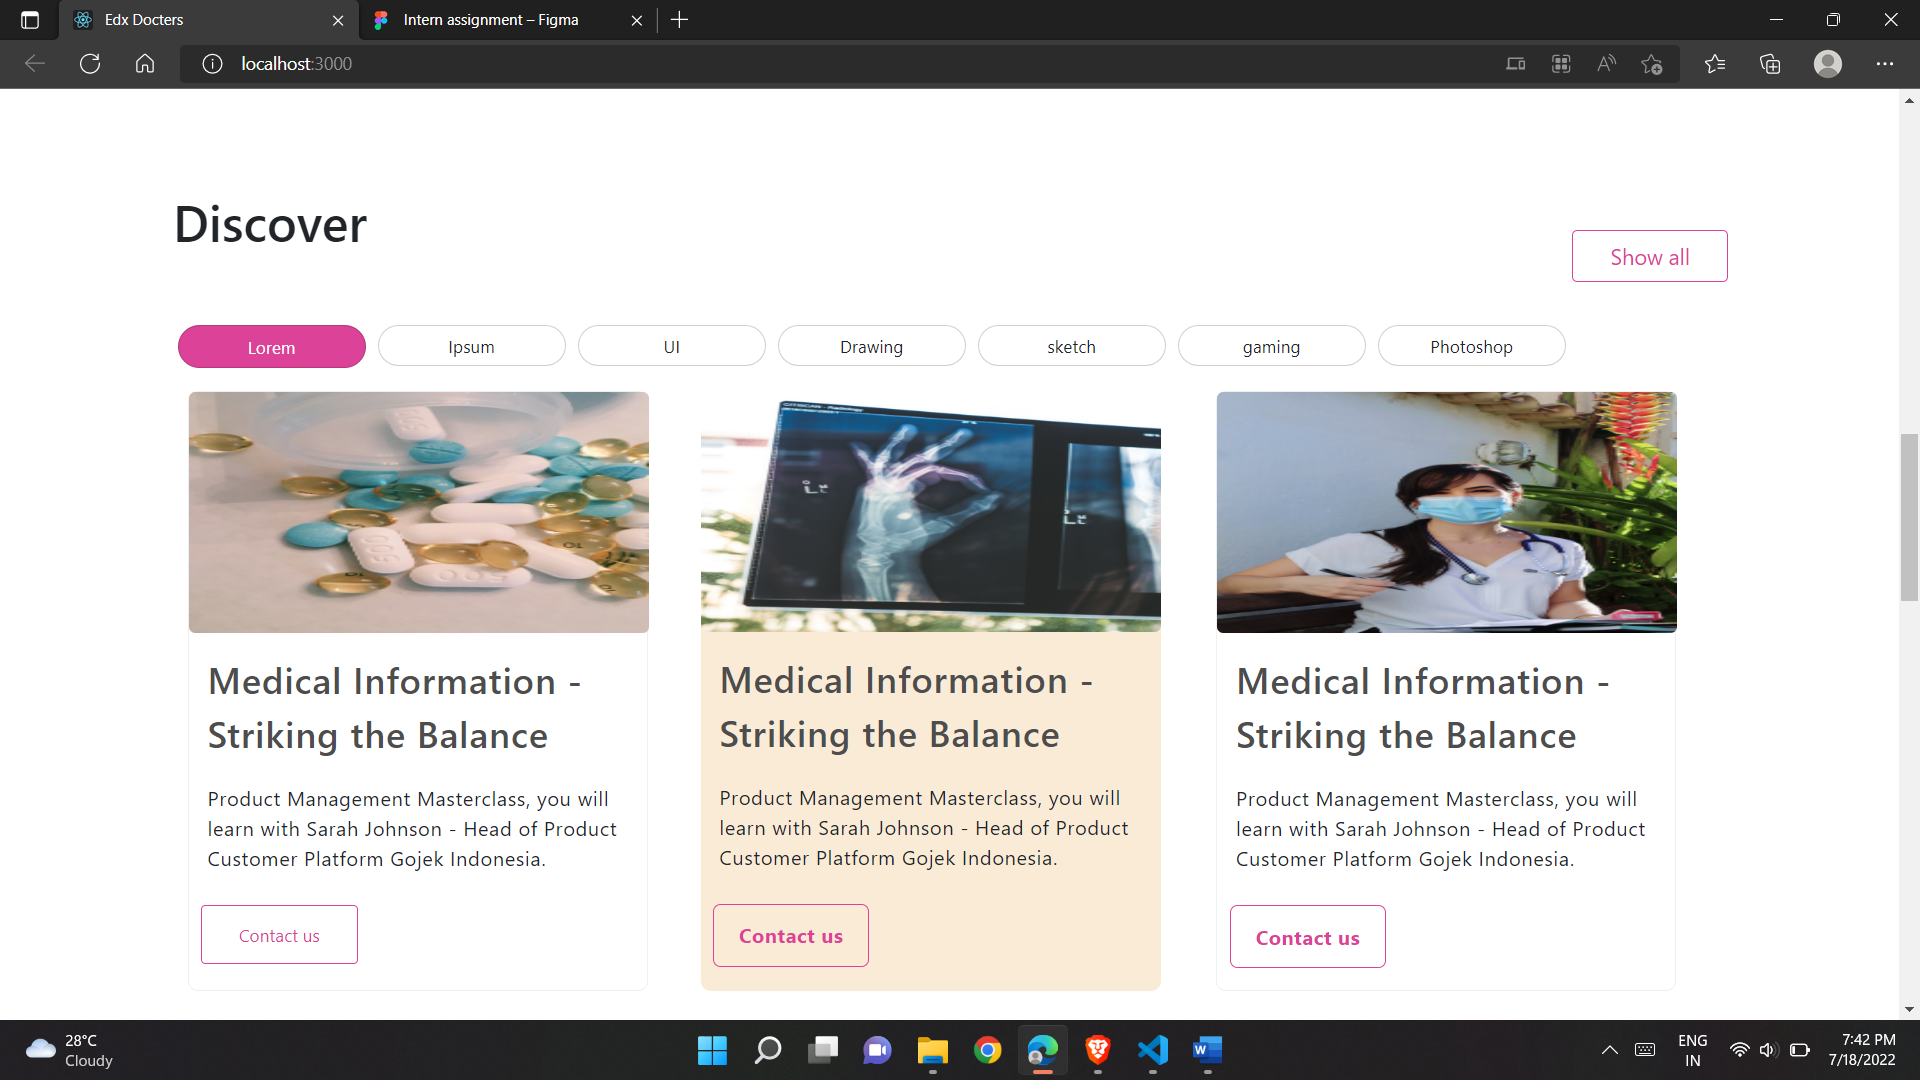 Edx Docters
Intern assignment – Figma
localhost:3000
Discover
Show all
Lorem
Ipsum
UI
Drawing
sketch
gaming
Photoshop
Medical Information -
Striking the Balance
Product Management Masterclass, you will
learn with Sarah Johnson - Head of Product
Customer Platform Gojek Indonesia.
Contact us
Medical Information -
Striking the Balance
Product Management Masterclass, you will
learn with Sarah Johnson - Head of Product
Customer Platform Gojek Indonesia.
Contact us
Medical Information -
Striking the Balance
Product Management Masterclass, you will
learn with Sarah Johnson - Head of Product
Customer Platform Gojek Indonesia.
Contact us
28°C
Cloudy
ENG
IN
7:42 PM
7/18/2022